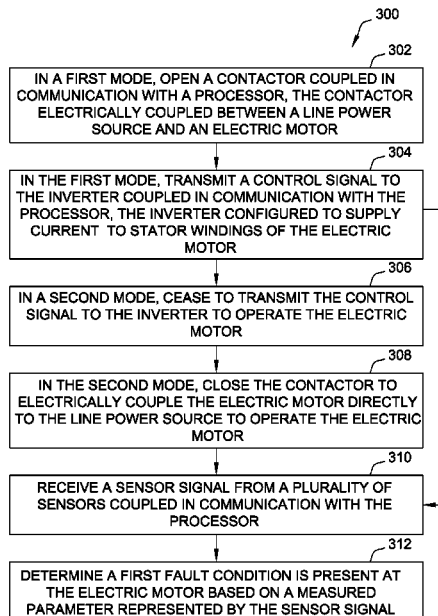 300
302
IN A FIRST MODE, OPEN A CONTACTOR COUPLED IN
COMMUNICATION WITH A PROCESSOR, THE CONTACTOR
ELECTRICALLY COUPLED BETWEEN A LINE POWER
SOURCE AND AN ELECTRIC MOTOR
304
IN THE FIRST MODE, TRANSMIT A CONTROL SIGNAL TO
THE INVERTER COUPLED IN COMMUNICATION WITH THE
PROCESSOR, THE INVERTER CONFIGURED TO SUPPLY
CURRENT TO STATOR WINDINGS OF THE ELECTRIC
MOTOR
306
IN A SECOND MODE, CEASE TO TRANSMIT THE CONTROL
SIGNAL TO THE INVERTER TO OPERATE THE ELECTRIC
MOTOR
308
IN THE SECOND MODE, CLOSE THE CONTACTOR TO
ELECTRICALLY COUPLE THE ELECTRIC MOTOR DIRECTLY
TO THE LINE POWER SOURCE TO OPERATE THE ELECTRIC
MOTOR
310
RECEIVE A SENSOR SIGNAL FROM A PLURALITY OF
SENSORS COUPLED IN COMMUNICATION WITH THE
PROCESSOR
312
DETERMINE A FIRST FAULT CONDITION IS PRESENT AT
THE ELECTRIC MOTOR BASED ON A MEASURED
PARAMETER REPRESENTED BY THE SENSOR SIGNAL